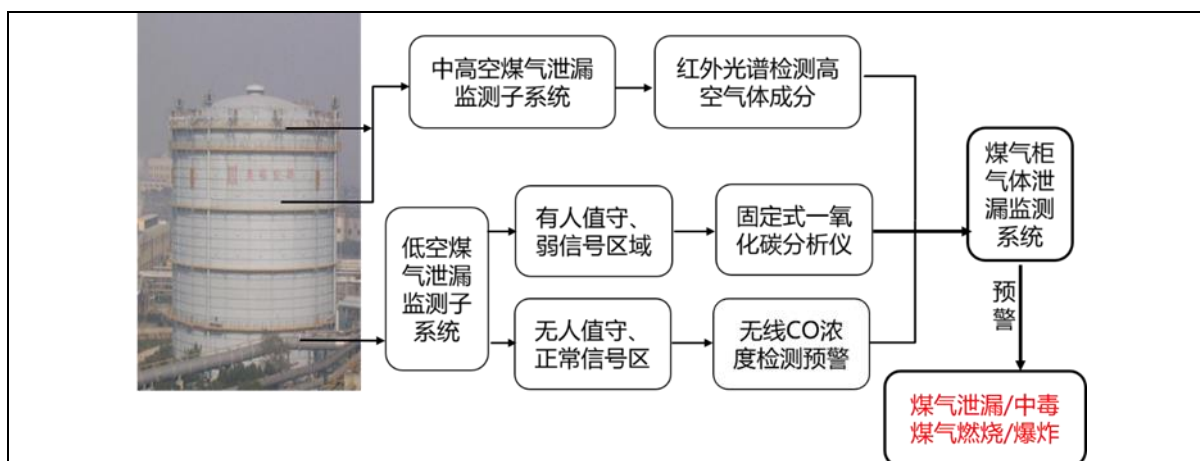 中高空煤气泄漏
监测子系统
红外光谱检测高
空气体成分
煤气柜
气体泄
漏监测
系统
低空煤
气泄漏
监测子
系统
有人值守、
弱信号区域
固定式一氧
化碳分析仪
无人值守、
正常信号区
无线CO浓
度检测预警
预
警
煤气泄漏/中毒
煤气燃烧/爆炸